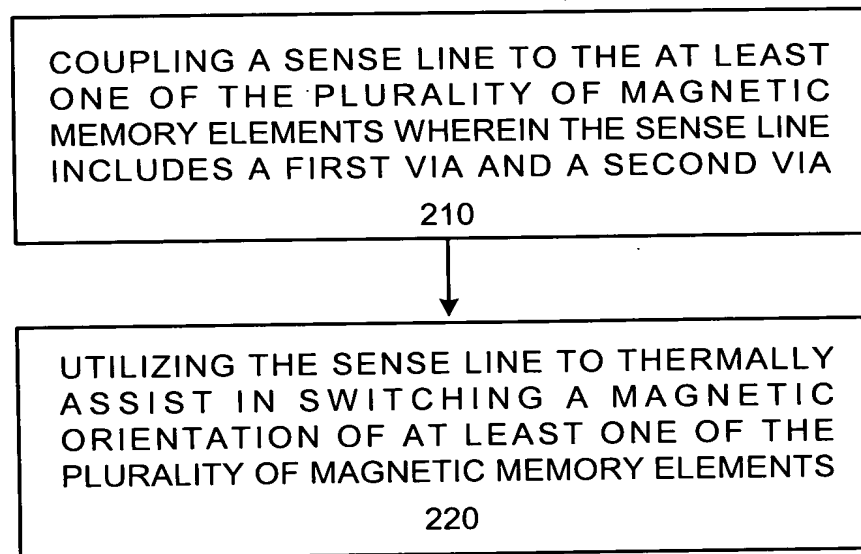 COUPLING A SENSE LINE TO THE AT LEAST
ONE OF THE PLURALITY OF MAGNETIC
MEMORY ELEMENTS WHEREIN THE SENSE LINE
INCLUDES A FIRST VIA AND A SECOND VIA
210
UTILIZING THE SENSE LINE TO THERMALLY
ASSIST IN SWITCHING A MAGNETIC
ORIENTATION OF AT LEAST ONE OF THE
PLURALITY OF MAGNETIC MEMORY ELEMENTS
220